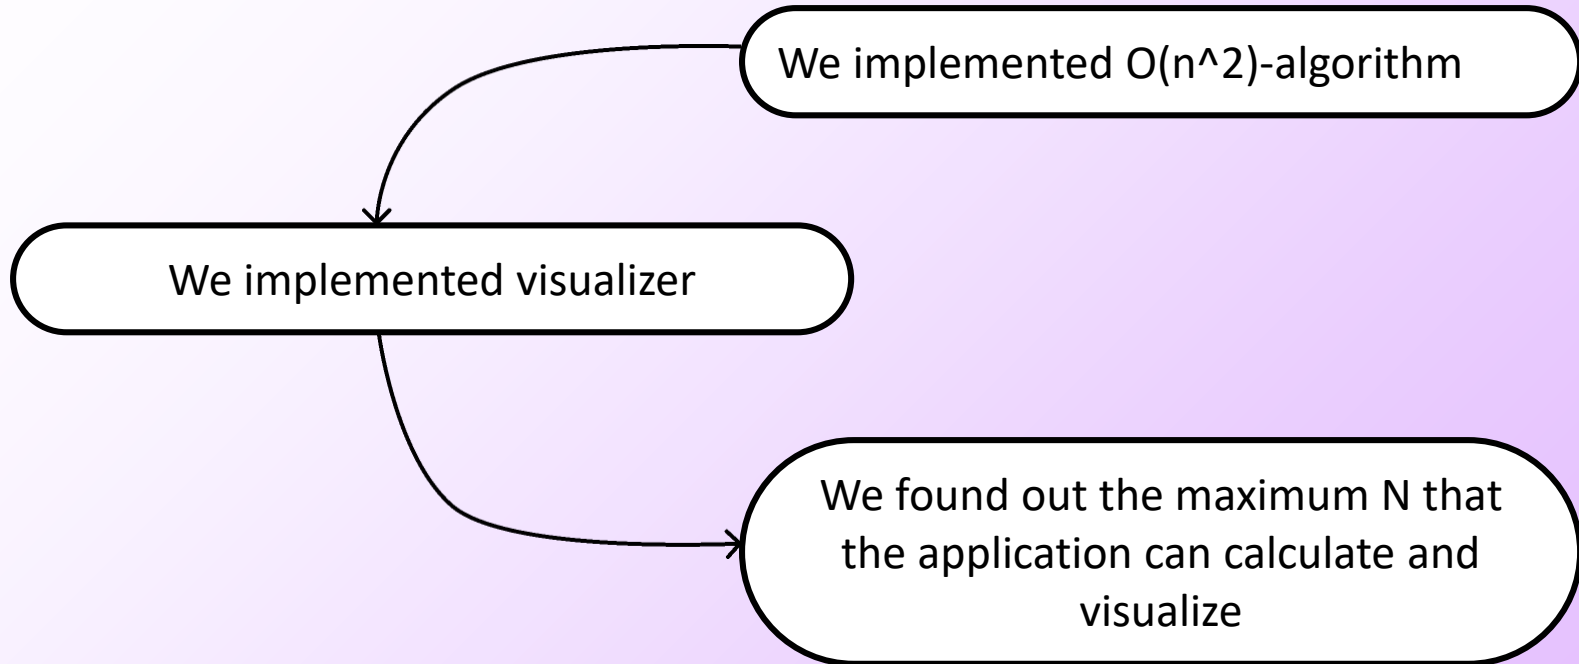 We implemented O(n^2)-algorithm
We implemented visualizer
We found out the maximum N that
the application can calculate and
visualize